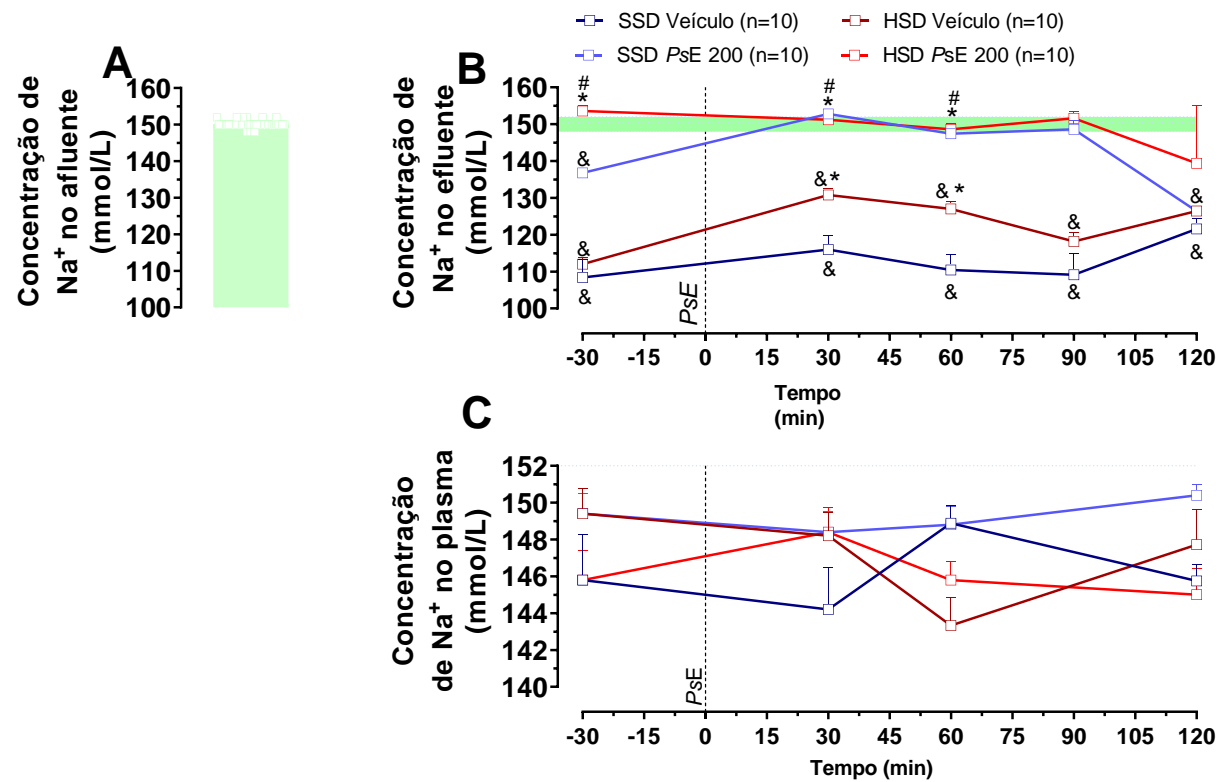 SSD Veículo (n=10)
HSD Veículo (n=10)
SSD PsE 200 (n=10)
HSD PsE 200 (n=10)
A
Concentração de
Na+ no afluente
(mmol/L)
160
150
140
130
120
110
100
B
Concentração de
Na+ no efluente
(mmol/L)
160
150
140
130
120
110
100
#
*
#
*
#
*
&
&*
& *
&
&
&
&
&
&
&
&
PsE
-30 -15 0 15 30 45 60 75 90 105 120
Tempo
(min)
C
Concentração
de Na+ no plasma
(mmol/L)
152
150
148
146
144
142
140
PsE
-30 -15 0 15 30 45 60 75 90 105 120
Tempo (min)